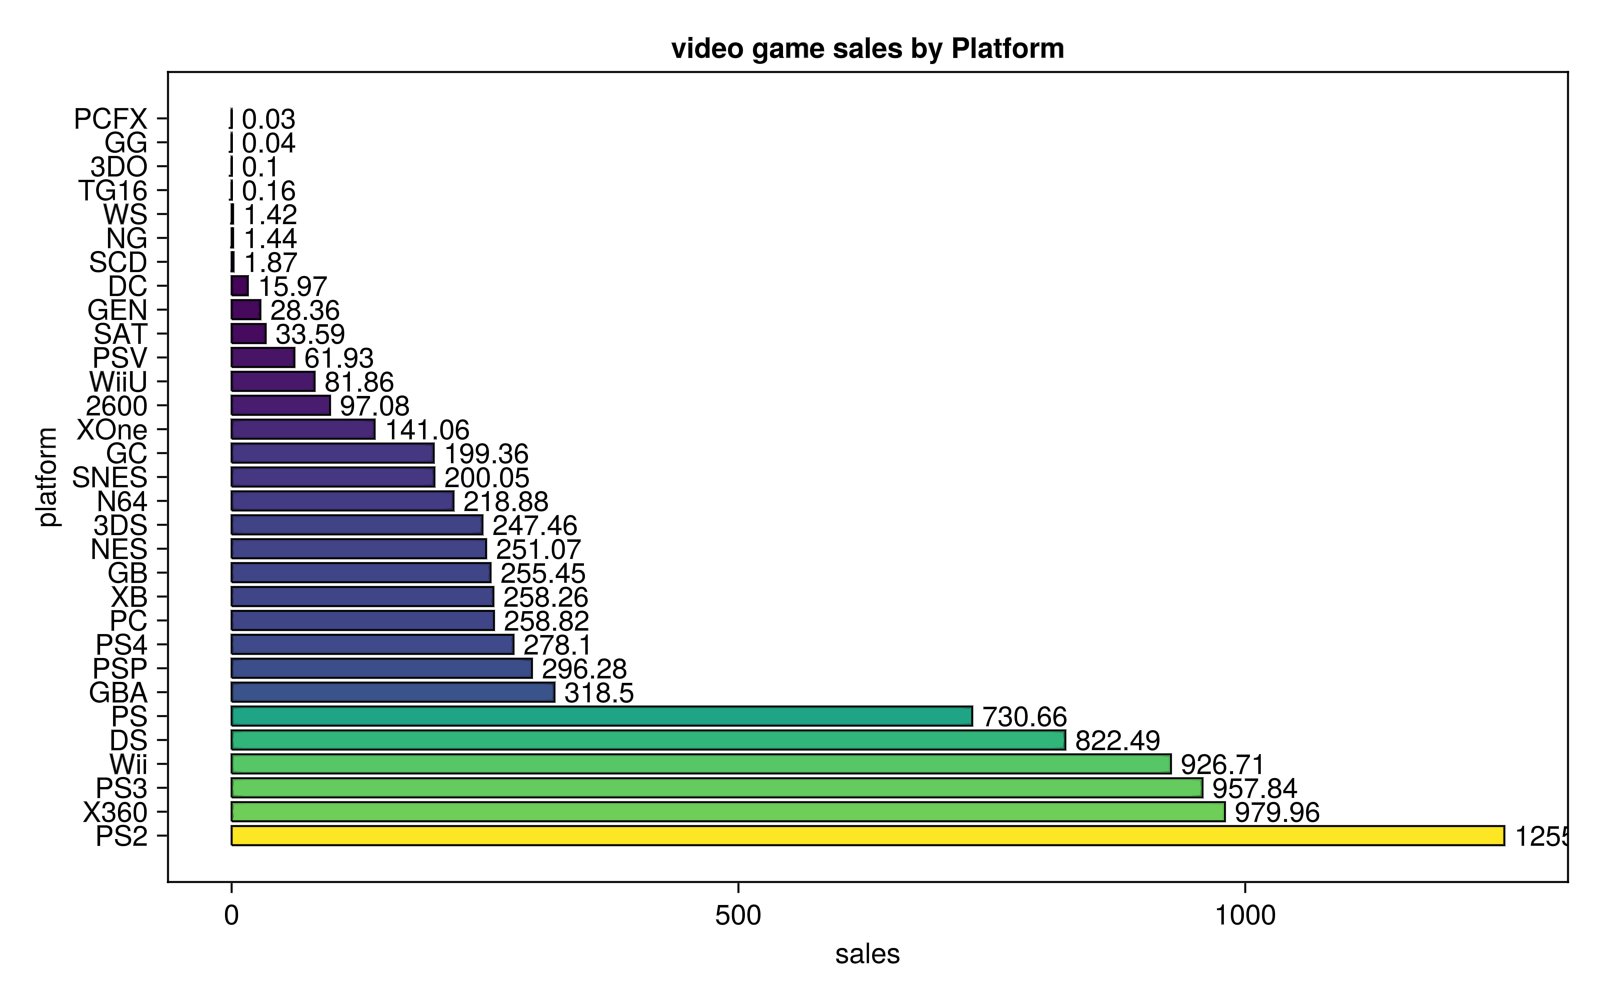 video game sales by Platform
PCFX 0.03
GG 0.04
3DO 0.1
TG16 0.16
WS 1.42
NG 1.44
SCD 1.87
DC 15.97
GEN 28.36
SAT 33.59
PSV 61.93
WiiU 81.86
2600 97.08
XOne 141.06
GC 199.36
SNES 200.05
N64 218.88
3DS 247.46
NES 251.07
GB 255.45
XB 258.26
PC 258.82
PS4 278.1
PSP 296.28
GBA 318.5
PS 730.66
DS 822.49
Wii 926.71
PS3 957.84
X360 979.96
PS2 1255
platform
0 500 1000
sales